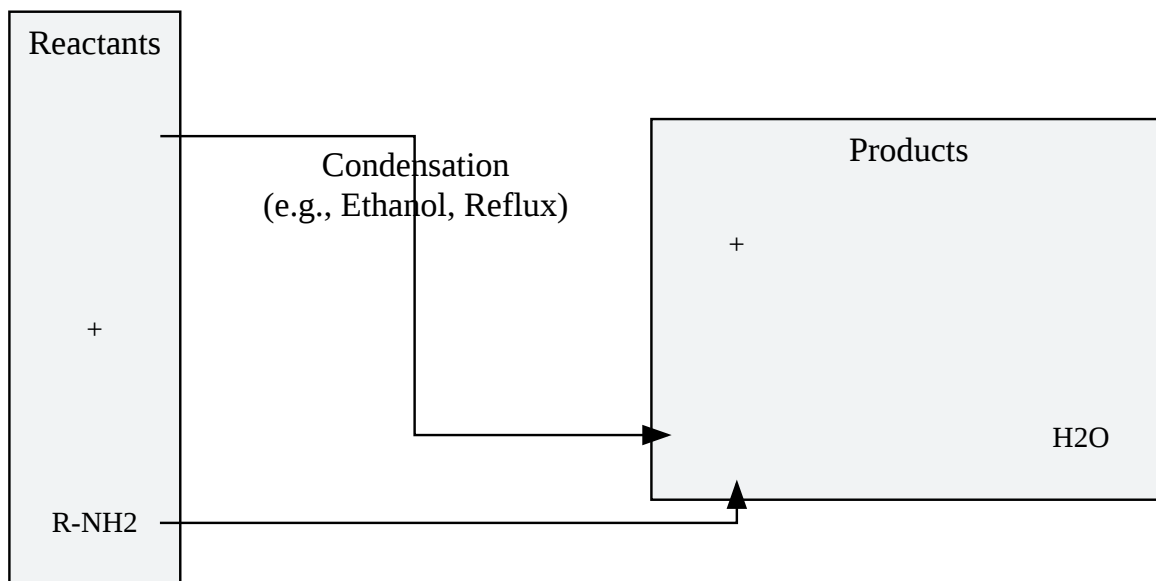 Reactants
+
R-NH2
Condensation
(e.g., Ethanol, Reflux)
Products
+
H2O